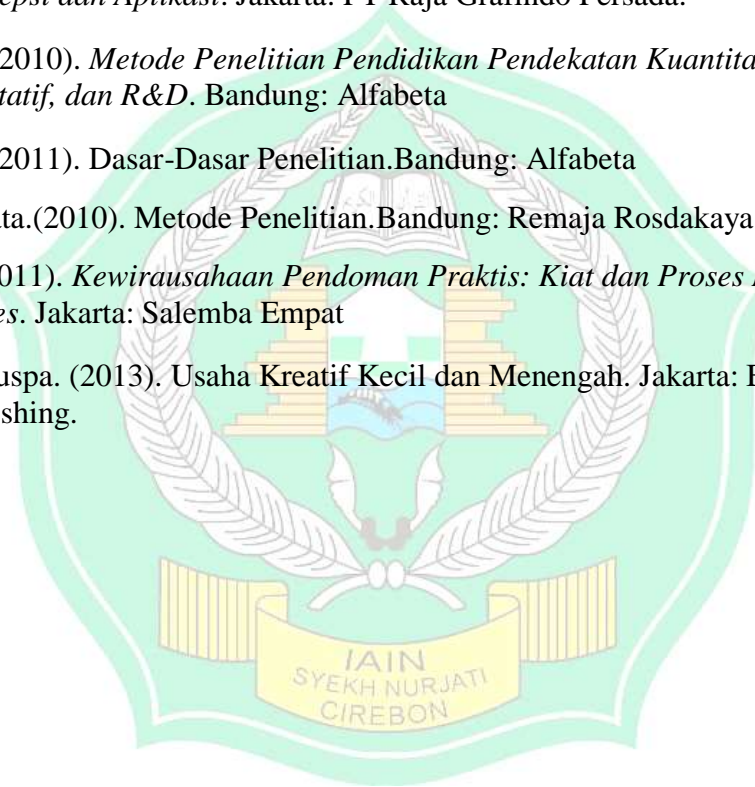 epsi dan Aplikasi. Jakarta: PT Raja Grafindo Persada.
(2010). Metode Penelitian Pendidikan Pendekatan Kuantita
tatif, dan R&D. Bandung: Alfabeta
2011). Dasar-Dasar Penelitian.Bandung: Alfabeta
ata.(2010). Metode Penelitian.Bandung: Remaja Rosdakaya
011). Kewirausahaan Pendoman Praktis: Kiat dan Proses
es. Jakarta: Salemba Empat
uspa. (2013). Usaha Kreatif Kecil dan Menengah. Jakarta:
shing.
IAIN
SYEKH NURJATI
CIREBON